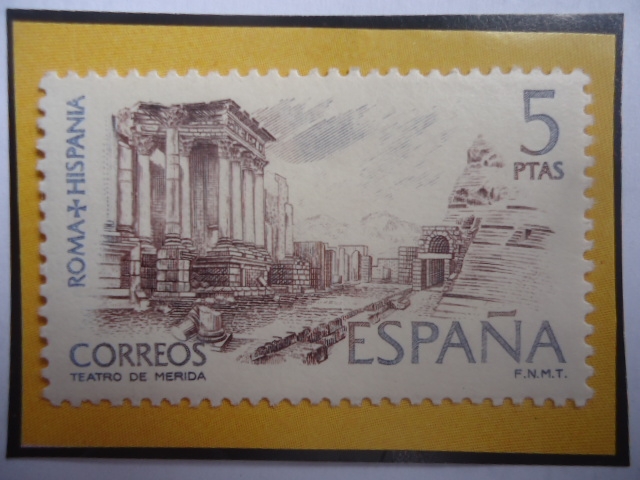 ROMA + HISPANIA
5
PTAS
CORREOS
TEATRO DE MERIDA
ESPAÑA
F.N.M.T.